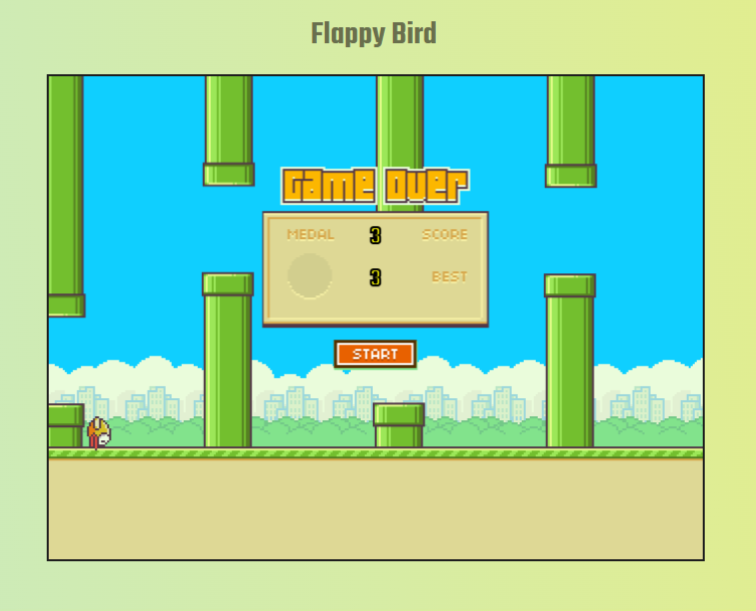 Flappy Bird
Game Over
MEDAL 3 SCORE
3 BEST
START